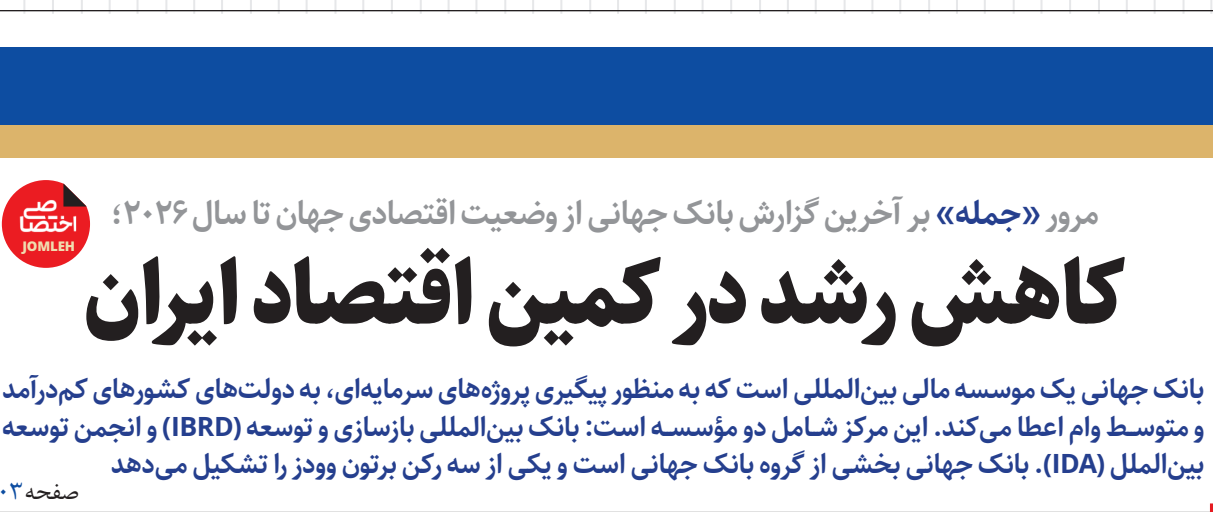 مرور «جمله» بر آخرین گزارش بانک جهانی از وضعیت اقتصادی جهان تا سال ۲۰۲۶؛
اختصاصی
JOMLEH
کاهش رشد در کمین اقتصاد ایران
بانک جهانی یک موسسه مالی بین‌المللی است که به منظور پیگیری پروژه‌های سرمایه‌ای، به دولت‌های کشورهای کم‌درآمد
و متوسط وام اعطا می‌کند. این مرکز شامل دو مؤسسه است: بانک بین‌المللی بازسازی و توسعه (IBRD) و انجمن توسعه
بین‌الملل (IDA). بانک جهانی بخشی از گروه بانک جهانی است و یکی از سه رکن برتون وودز را تشکیل می‌دهد
صفحه ۰۳